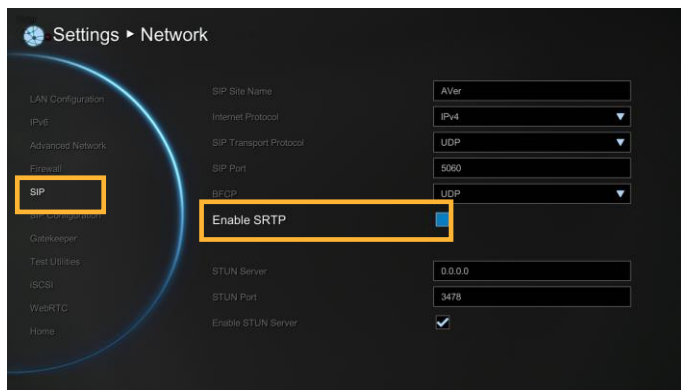 Settings ▸ Network
LAN Configuration
IPv6
Advanced Network
Firewall
SIP
SIP Configuration
Gatekeeper
Test Utilities
iSCSI
WebRTC
Home
SIP Site Name AVer
Internet Protocol IPv4
SIP Transport Protocol UDP
SIP Port 5060
BFCP UDP
Enable SRTP
STUN Server 0.0.0.0
STUN Port 3478
Enable STUN Server